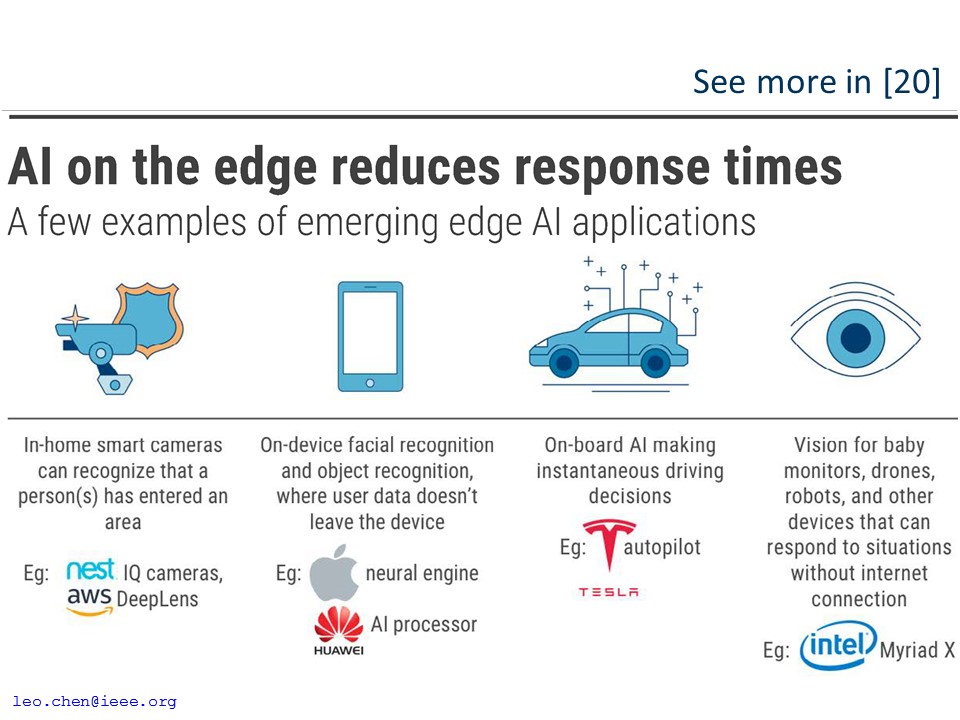 See more in [20]
AI on the edge reduces response times
A few examples of emerging edge AI applications
In-home smart cameras
can recognize that a
person(s) has entered an
area
Eg: nest IQ cameras,
aws DeepLens
On-device facial recognition
and object recognition,
where user data doesn't
leave the device
Eg: neural engine
HUAWEI AI processor
On-board AI making
instantaneous driving
decisions
Eg: autopilot
TESLA
Vision for baby
monitors, drones,
robots, and other
devices that can
respond to situations
without internet
connection
Eg: intel Myriad X
leo.chen@ieee.org